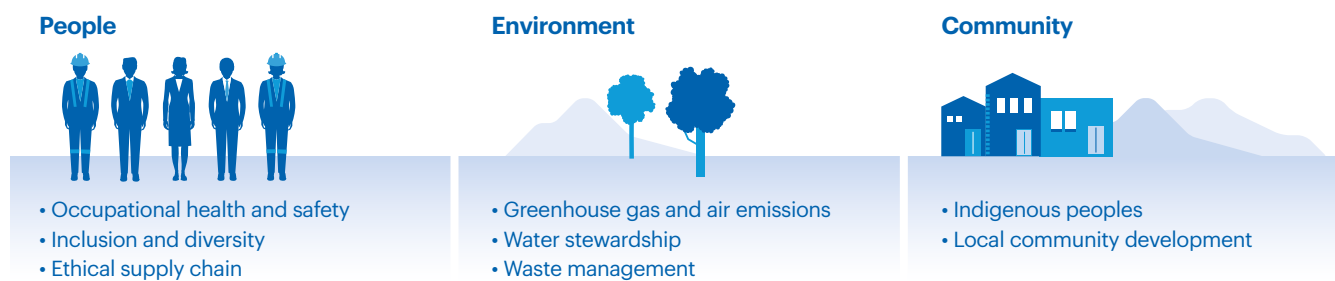 People
• Occupational health and safety
• Inclusion and diversity
• Ethical supply chain
Environment
• Greenhouse gas and air emissions
• Water stewardship
• Waste management
Community
• Indigenous peoples
• Local community development